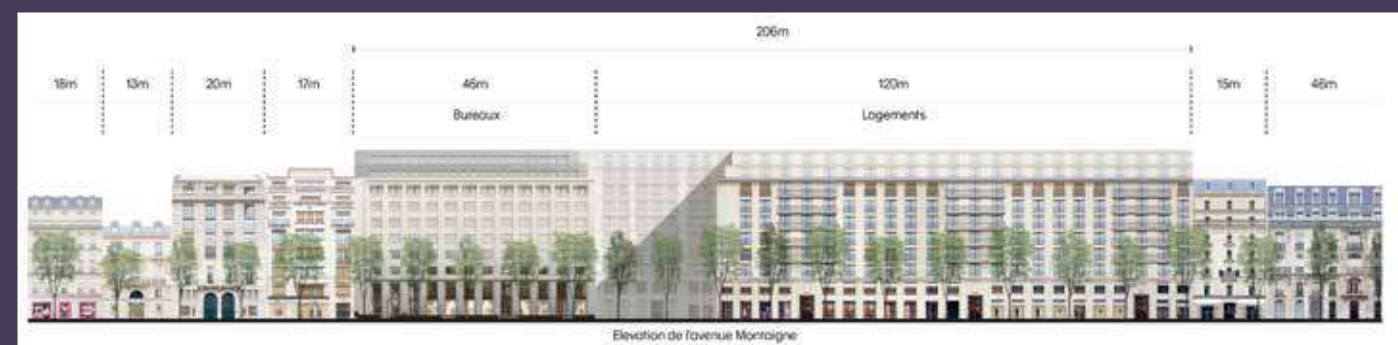 206m
18m 13m 20m 17m 46m 120m 15m 46m
Bureaux Logements
Elevation de l'avenue Montaigne